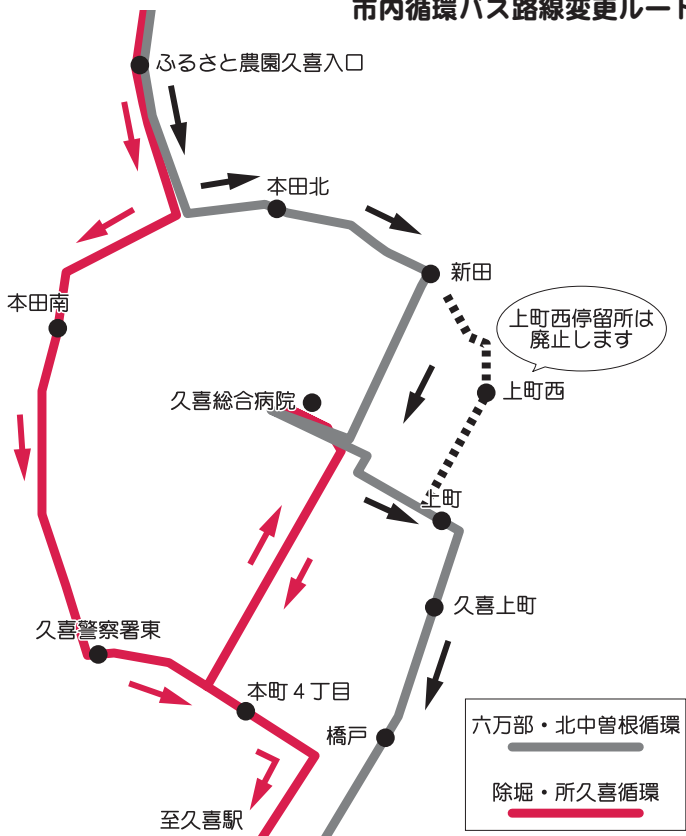 市内循環バス路線変更ルート
ふるさと農園久喜入口
本田北
新田
本田南
上町西停留所は
廃止します
久喜総合病院
上町西
上町
久喜上町
久喜警察署東
本町４丁目
橋戸
六万部・北中曽根循環
除堀・所久喜循環
至久喜駅